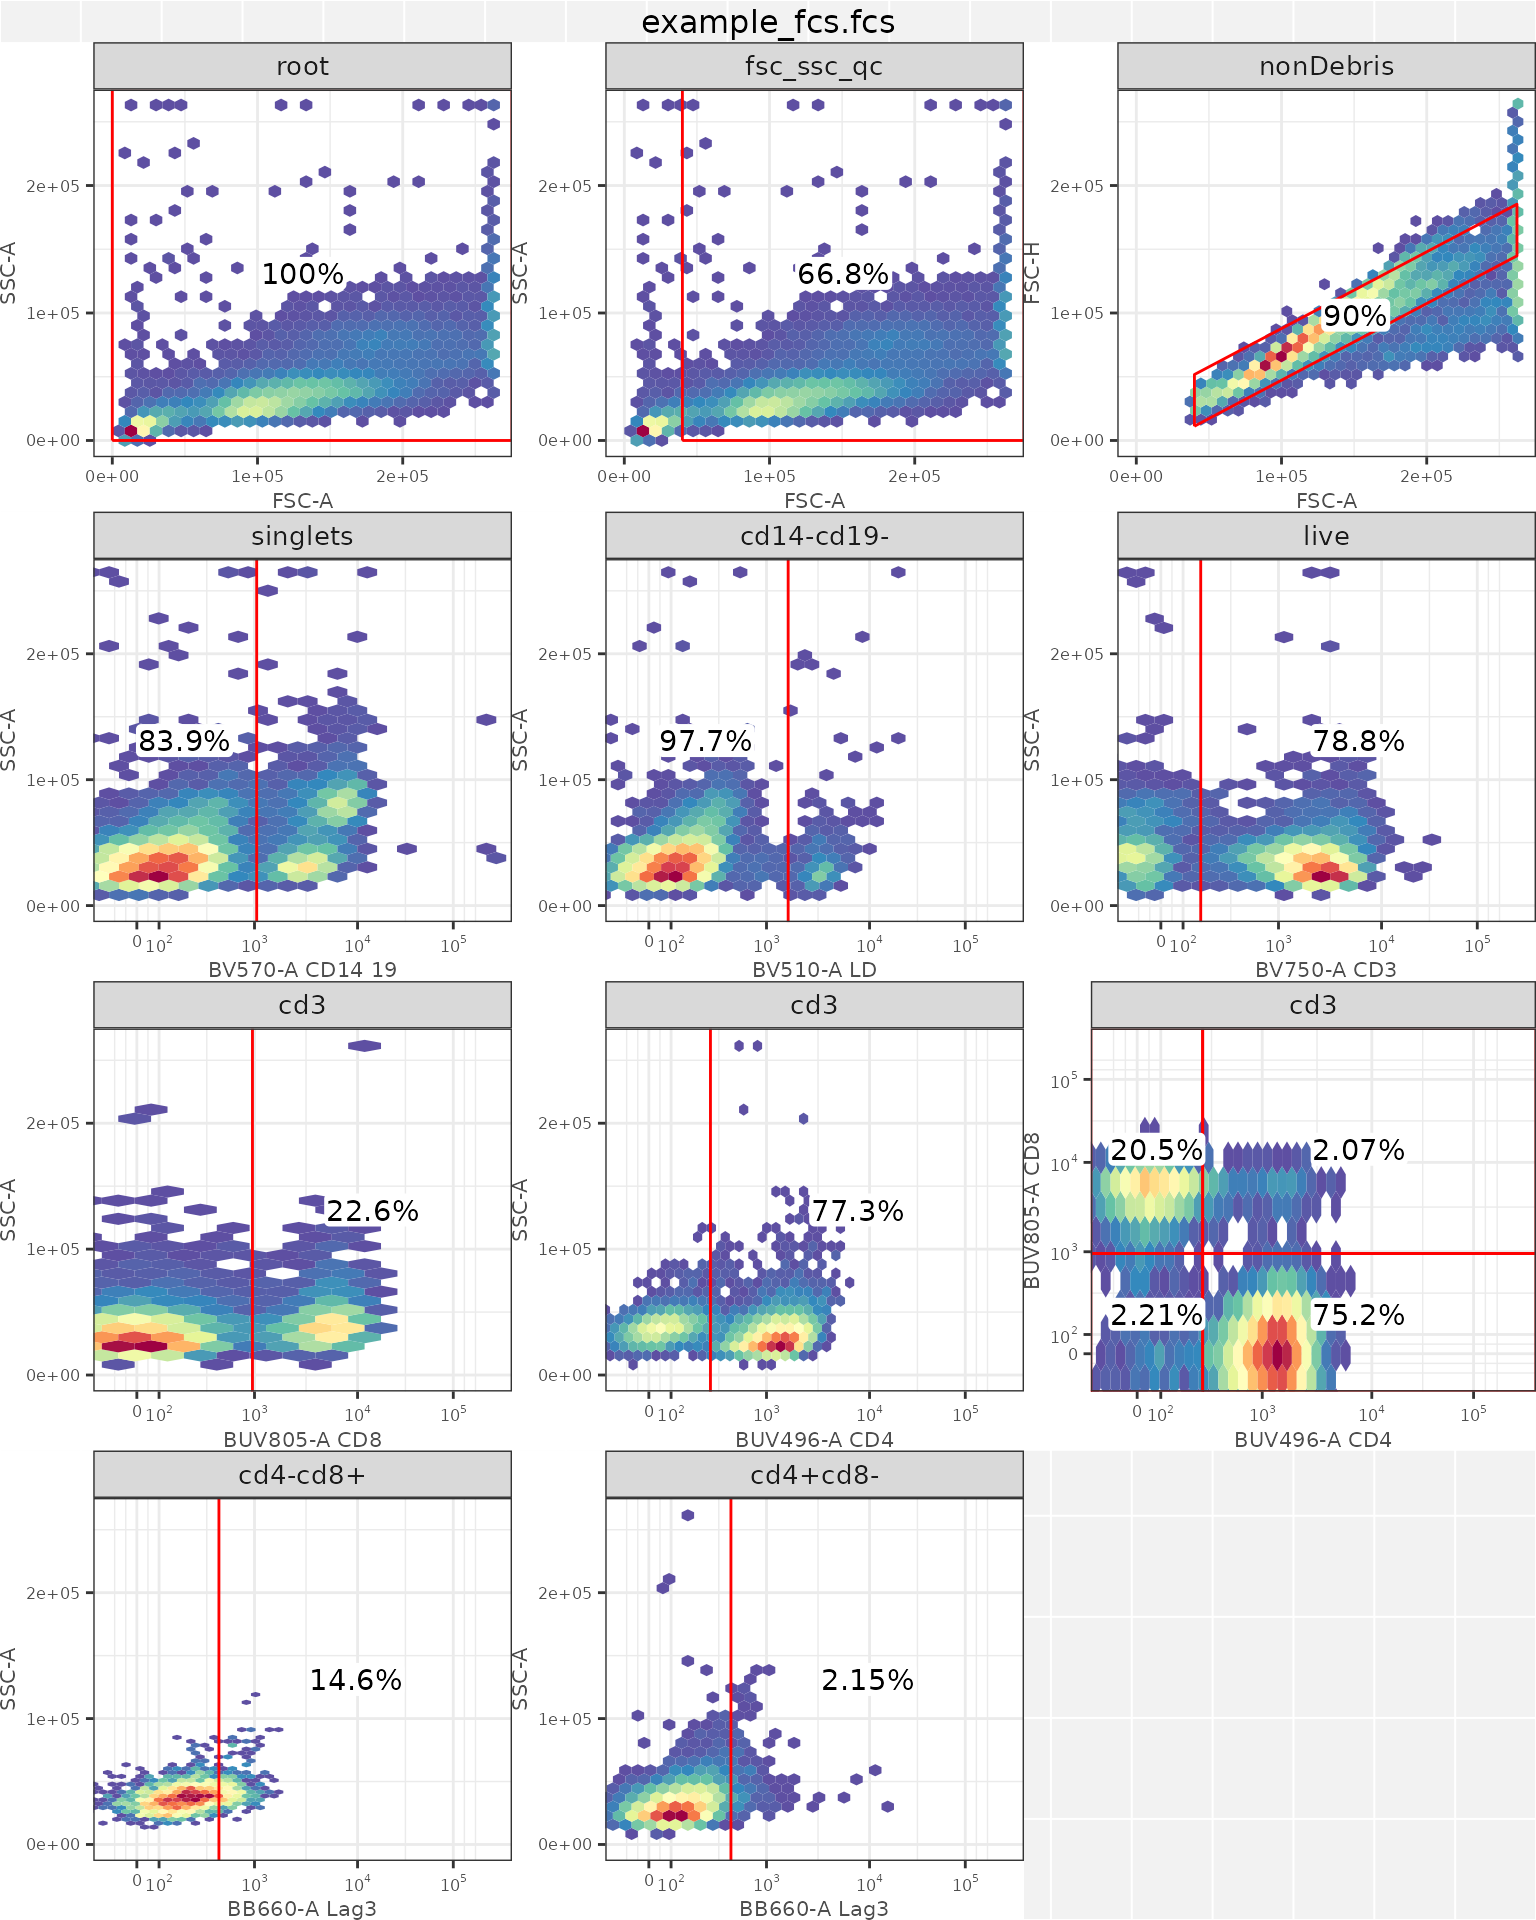 example_fcs.fcs
root
fsc_ssc_qc
nonDebris
SSC-A
2e+05
1e+05
0e+00
100%
0e+00
1e+05
2e+05
FSC-A
SSC-A
2e+05
1e+05
0e+00
66.8%
0e+00
1e+05
2e+05
FSC-A
FSC-H
2e+05
1e+05
0e+00
90%
0e+00
1e+05
2e+05
FSC-A
singlets
cd14-cd19-
live
SSC-A
2e+05
1e+05
0e+00
83.9%
0
10²
10³
10⁴
10⁵
BV570-A CD14 19
SSC-A
2e+05
1e+05
0e+00
97.7%
0
10²
10³
10⁴
10⁵
BV510-A LD
SSC-A
2e+05
1e+05
0e+00
78.8%
0
10²
10³
10⁴
10⁵
BV750-A CD3
cd3
cd3
cd3
SSC-A
2e+05
1e+05
0e+00
22.6%
0
10²
10³
10⁴
10⁵
BUV805-A CD8
SSC-A
2e+05
1e+05
0e+00
77.3%
0
10²
10³
10⁴
10⁵
BUV496-A CD4
BUV805-A CD8
10⁵
10⁴
10³
10²
0
20.5%
2.07%
2.21%
75.2%
0
10²
10³
10⁴
10⁵
BUV496-A CD4
cd4-cd8+
cd4+cd8-
SSC-A
2e+05
1e+05
0e+00
14.6%
0
10²
10³
10⁴
10⁵
BB660-A Lag3
SSC-A
2e+05
1e+05
0e+00
2.15%
0
10²
10³
10⁴
10⁵
BB660-A Lag3